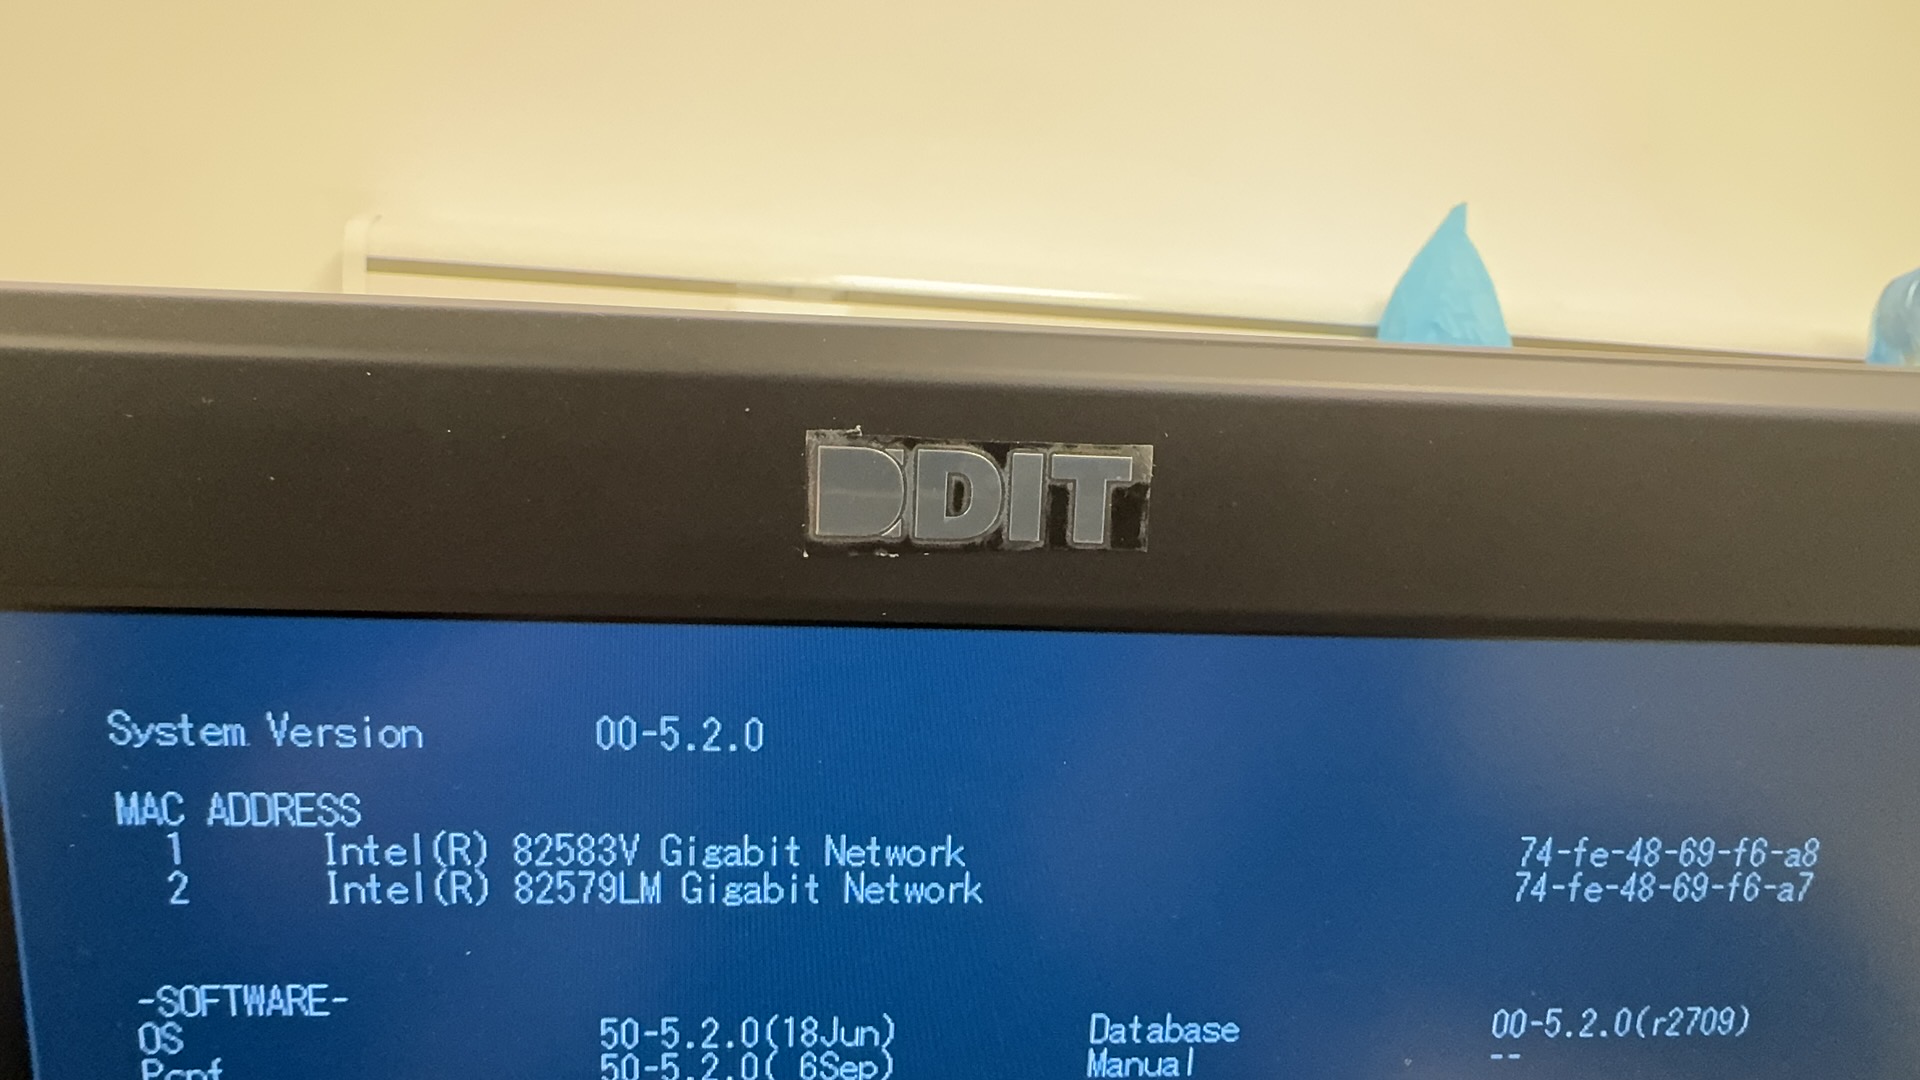 DIT
System Version 00-5.2.0
MAC ADDRESS
1 Intel(R) 82583V Gigabit Network 74-fe-48-69-f6-a8
2 Intel(R) 82579LM Gigabit Network 74-fe-48-69-f6-a7
-SOFTWARE-
OS 50-5.2.0(18Jun) Database 00-5.2.0(r2709)
Pcpf 50-5.2.0( 6Sep) Manual --